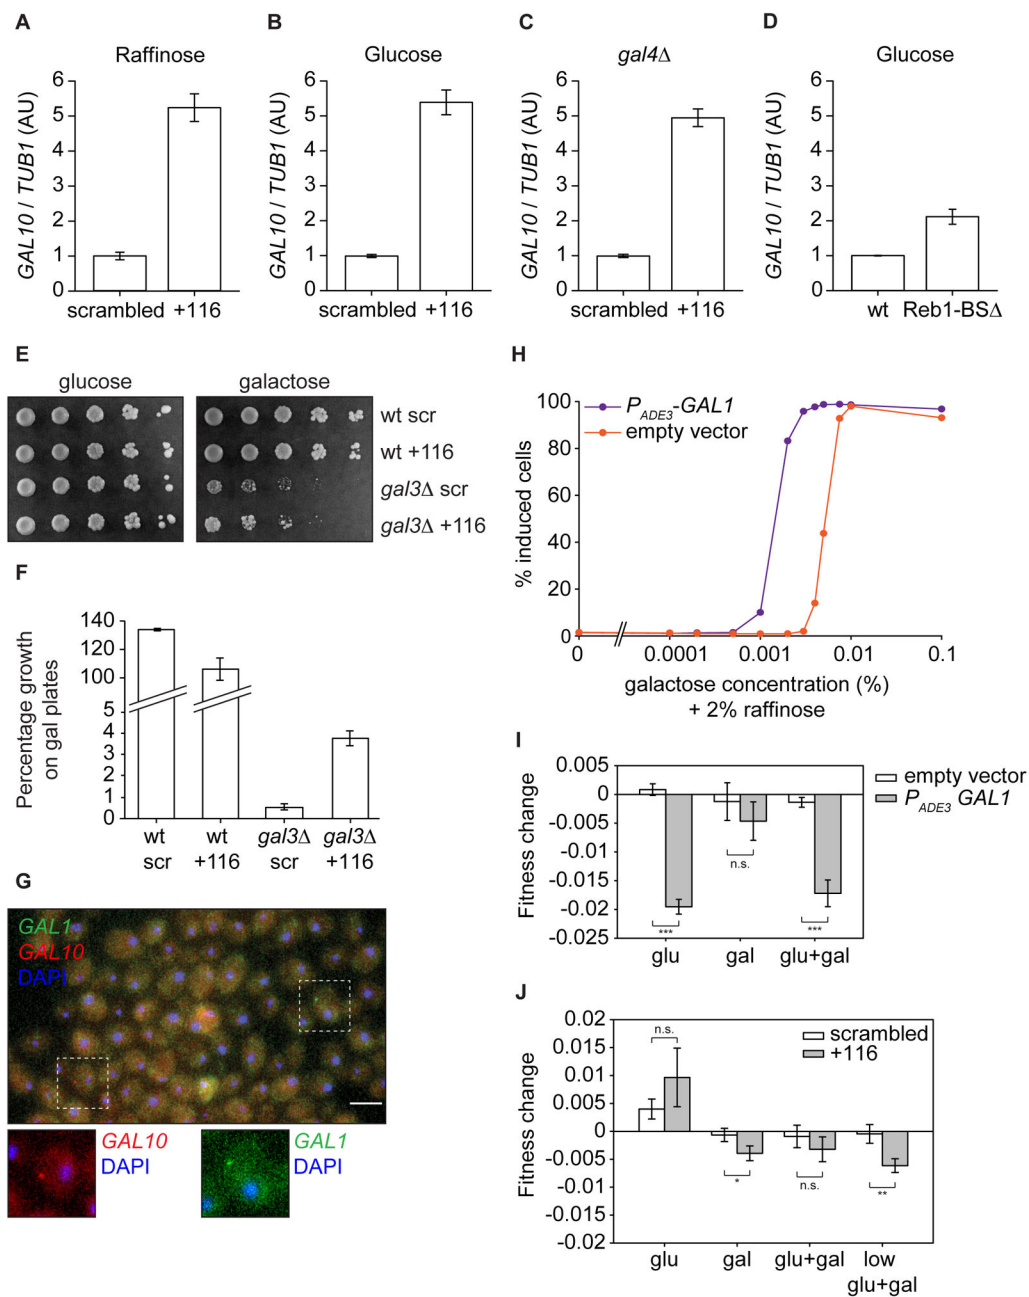 A
Raffinose
GAL10 / TUB1 (AU)
6
5
4
3
2
1
0
scrambled +116
B
Glucose
GAL10 / TUB1 (AU)
6
5
4
3
2
1
0
scrambled +116
C
gal4Δ
GAL10 / TUB1 (AU)
6
5
4
3
2
1
0
scrambled +116
D
Glucose
GAL10 / TUB1 (AU)
6
5
4
3
2
1
0
wt Reb1-BSΔ
E
glucose
galactose
wt scr
wt +116
gal3Δ scr
gal3Δ +116
F
Percentage growth
on gal plates
140
120
100
5
4
3
2
1
0
wt scr
wt +116
gal3Δ scr
gal3Δ +116
G
GAL1
GAL10
DAPI
GAL10
DAPI
GAL1
DAPI
H
% induced cells
100
80
60
40
20
0
P_ADE3-GAL1
empty vector
0 0.0001 0.001 0.01 0.1
galactose concentration (%)
+ 2% raffinose
I
Fitness change
0.005
0
-0.005
-0.01
-0.015
-0.02
-0.025
empty vector
P_ADE3 GAL1
***
n.s.
***
glu gal glu+gal
J
Fitness change
0.02
0.015
0.01
0.005
0
-0.005
-0.01
-0.015
-0.02
scrambled
+116
n.s.
*
n.s.
**
glu gal glu+gal low
glu+gal